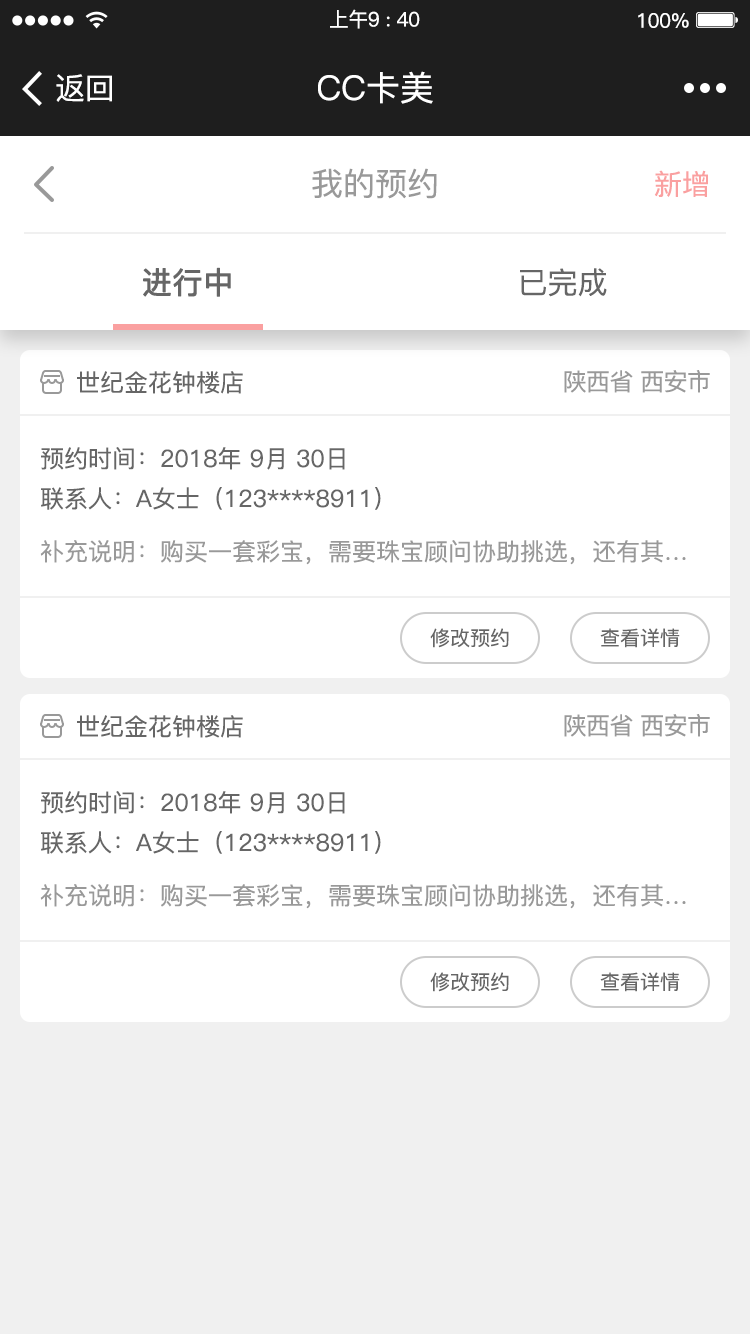 上午9 : 40
100%
返回
CC卡美
我的预约
新增
进行中
已完成
世纪金花钟楼店
陕西省 西安市
预约时间：2018年 9月 30日
联系人：A女士（123****8911）
补充说明：购买一套彩宝，需要珠宝顾问协助挑选，还有其...
修改预约
查看详情
世纪金花钟楼店
陕西省 西安市
预约时间：2018年 9月 30日
联系人：A女士（123****8911）
补充说明：购买一套彩宝，需要珠宝顾问协助挑选，还有其...
修改预约
查看详情